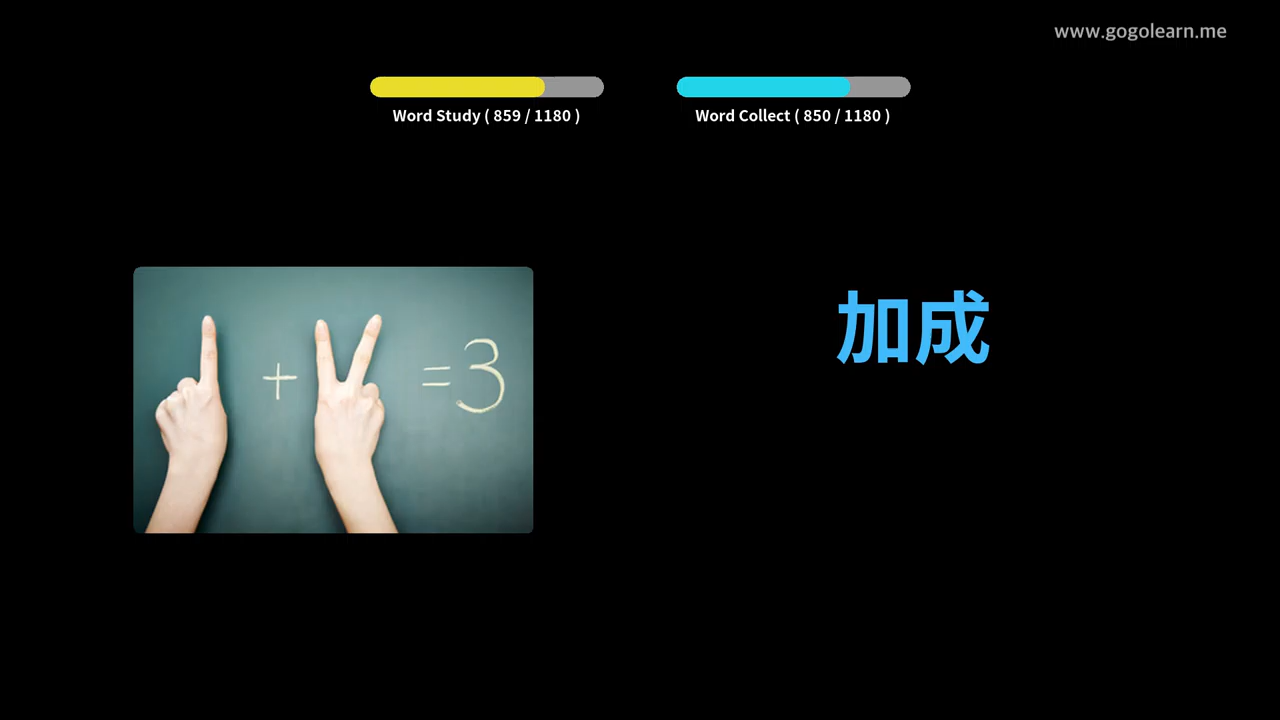 www.gogolearn.me
Word Study ( 859 / 1180 )
Word Collect ( 850 / 1180 )
+ =3
加成